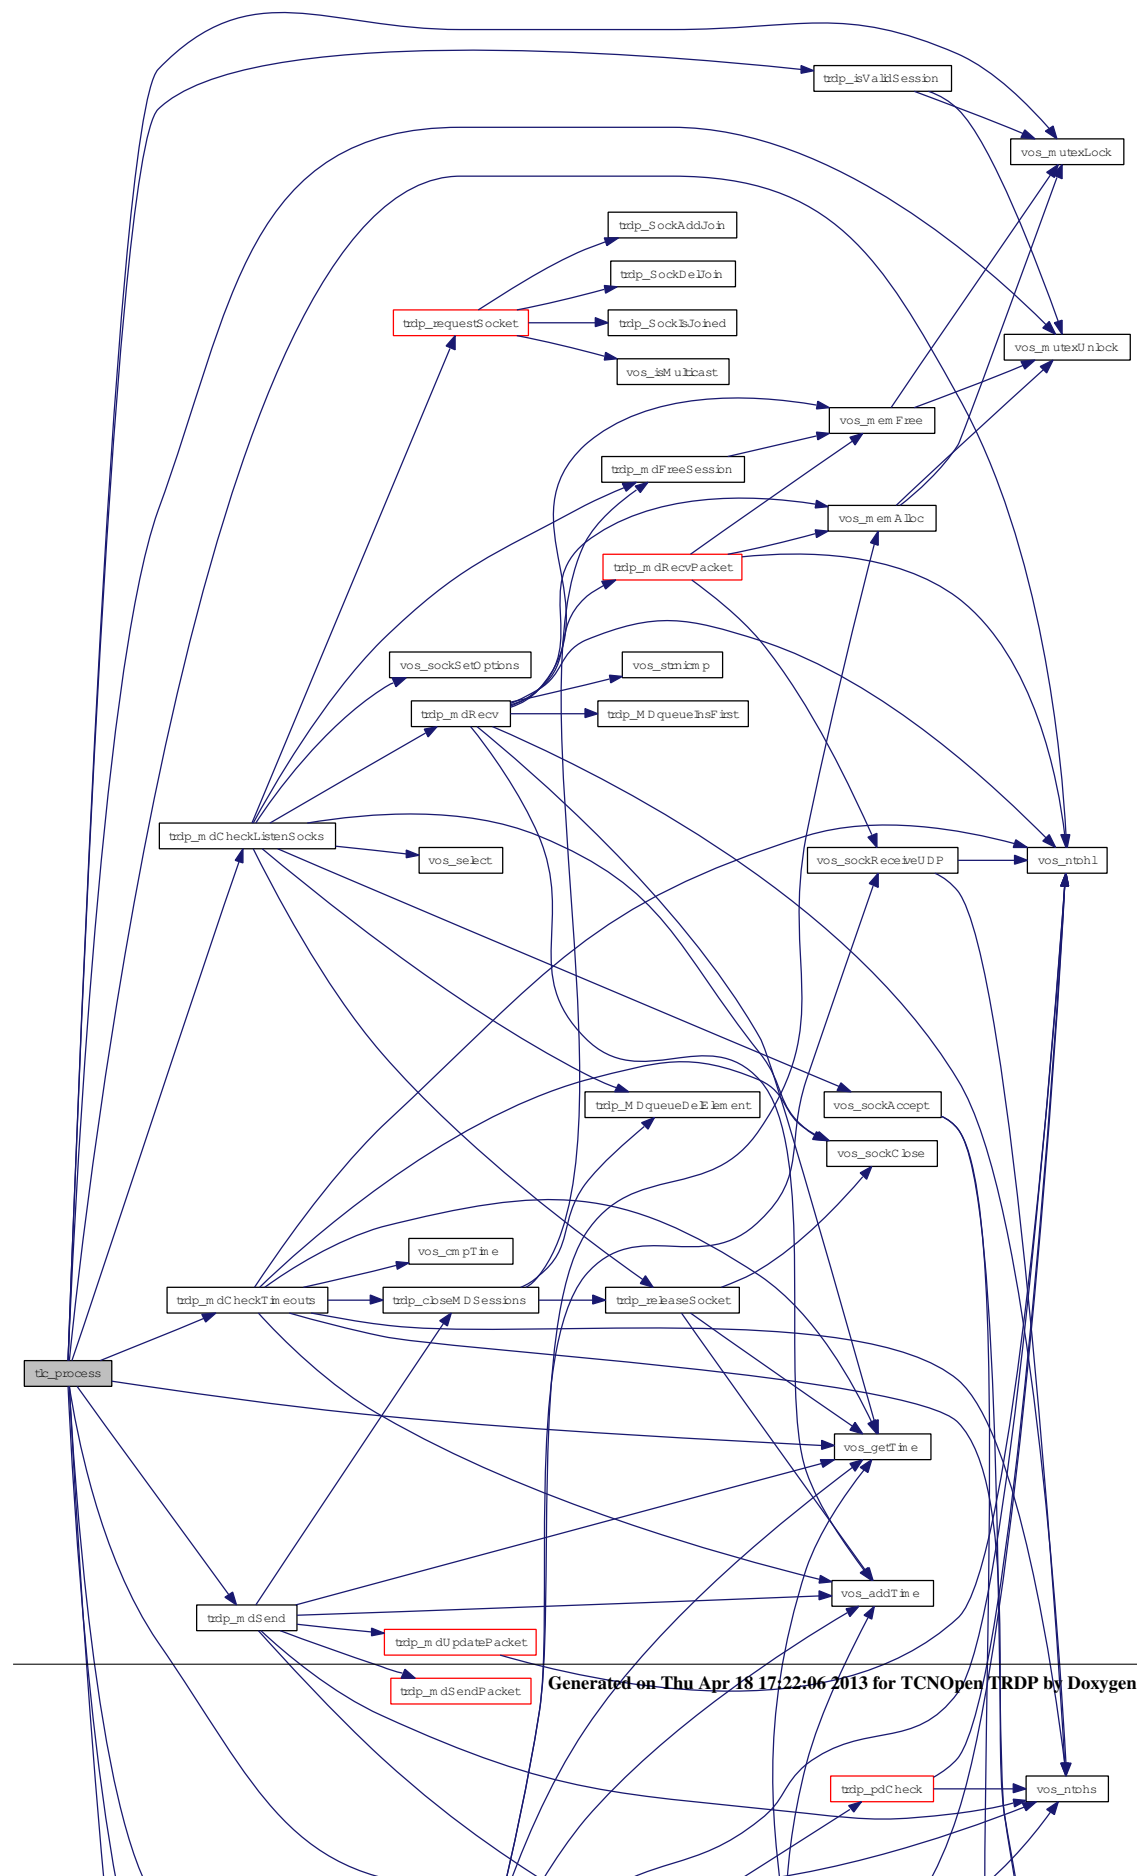 trdp_isValidSession
vos_mutexLock
trdp_SockAddJoin
trdp_SockDelJoin
trdp_requestSocket
trdp_SockIsJoined
vos_mutexUnlock
vos_isMulticast
vos_memFree
trdp_mdFreeSession
vos_memAlloc
trdp_mdRecvPacket
vos_sockSetOptions
vos_strnicmp
trdp_mdRecv
trdp_MDqueueInsFirst
trdp_mdCheckListenSocks
vos_select
vos_sockReceiveUDP
vos_ntohl
trdp_MDqueueDelElement
vos_sockAccept
vos_sockClose
vos_cmpTime
trdp_mdCheckTimeouts
trdp_closeMDSessions
trdp_releaseSocket
tlc_process
vos_getTime
vos_addTime
trdp_mdSend
trdp_mdUpdatePacket
Generated on Thu Apr 18 17:22:06 2013 for TCNOpen TRDP by Doxygen
trdp_mdSendPacket
trdp_pdCheck
vos_ntohs